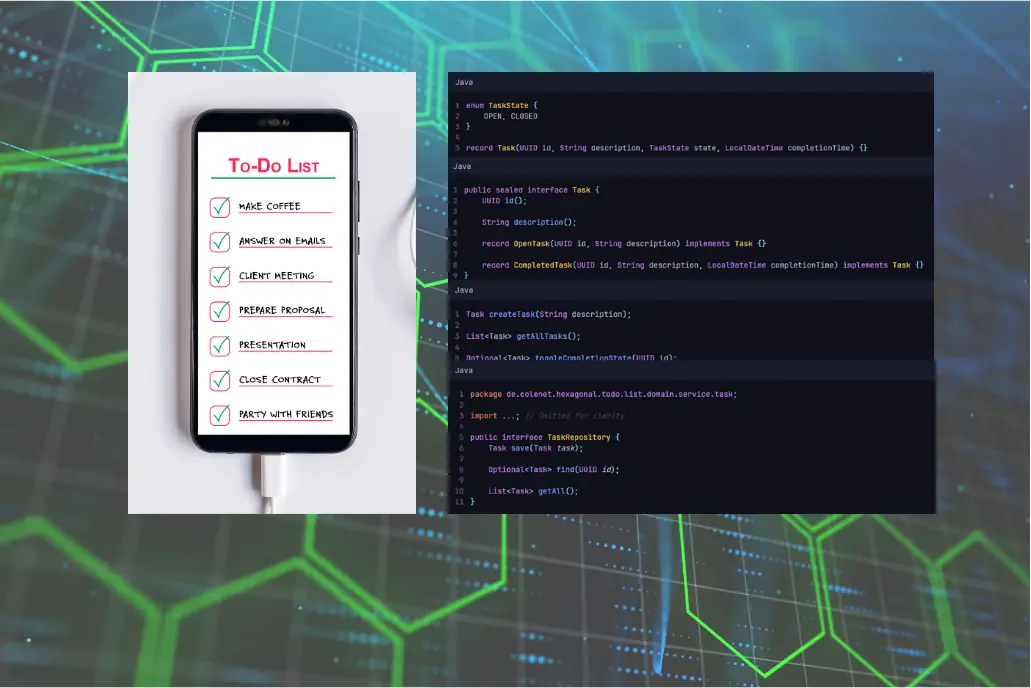 To-Do List
MAKE COFFEE
ANSWER ON EMAILS
CLIENT MEETING
PREPARE PROPOSAL
PRESENTATION
CLOSE CONTRACT
PARTY WITH FRIENDS
Java
1 enum TaskState {
2 OPEN, CLOSED
3 }
4
5 record Task(UUID id, String description, TaskState state, LocalDateTime completionTime) {}
Java
1 public sealed interface Task {
2 UUID id();
3
4 String description();
5
6 record OpenTask(UUID id, String description) implements Task {}
7
8 record CompletedTask(UUID id, String description, LocalDateTime completionTime) implements Task {}
9 }
Java
1 Task createTask(String description);
2
3 List<Task> getAllTasks();
4
5 Optional<Task> toggleCompletionState(UUID id);
Java
1 package de.colenet.hexagonal.todo.list.domain.service.task;
2
3 import ...; // Omitted for clarity
4
5 public interface TaskRepository {
6 Task save(Task task);
7
8 Optional<Task> find(UUID id);
9
10 List<Task> getAll();
11 }